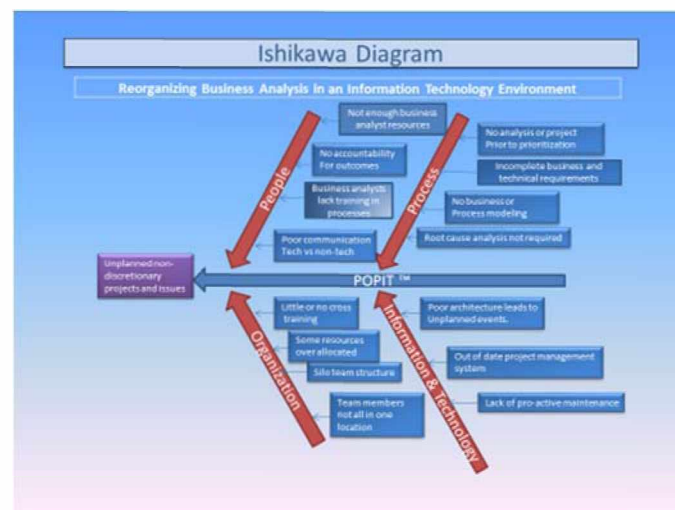 Ishikawa Diagram
Reorganizing Business Analysis in an Information Technology Environment
Not enough business
analyst resources
No accountability
For outcomes
Business analysts
lack training in
processes
Poor communication
Tech vs non-tech
People
No analysis or project
Prior to prioritization
Incomplete business and
technical requirements
No business or
Process modeling
Root cause analysis not required
Process
Unplanned non-
discretionary
projects and issues
POPIT ™
Little or no cross
training
Some resources
over allocated
Silo team structure
Team members
not all in one
location
Organization
Poor architecture leads to
Unplanned events.
Out of date project management
system
Lack of pro-active maintenance
Information & Technology